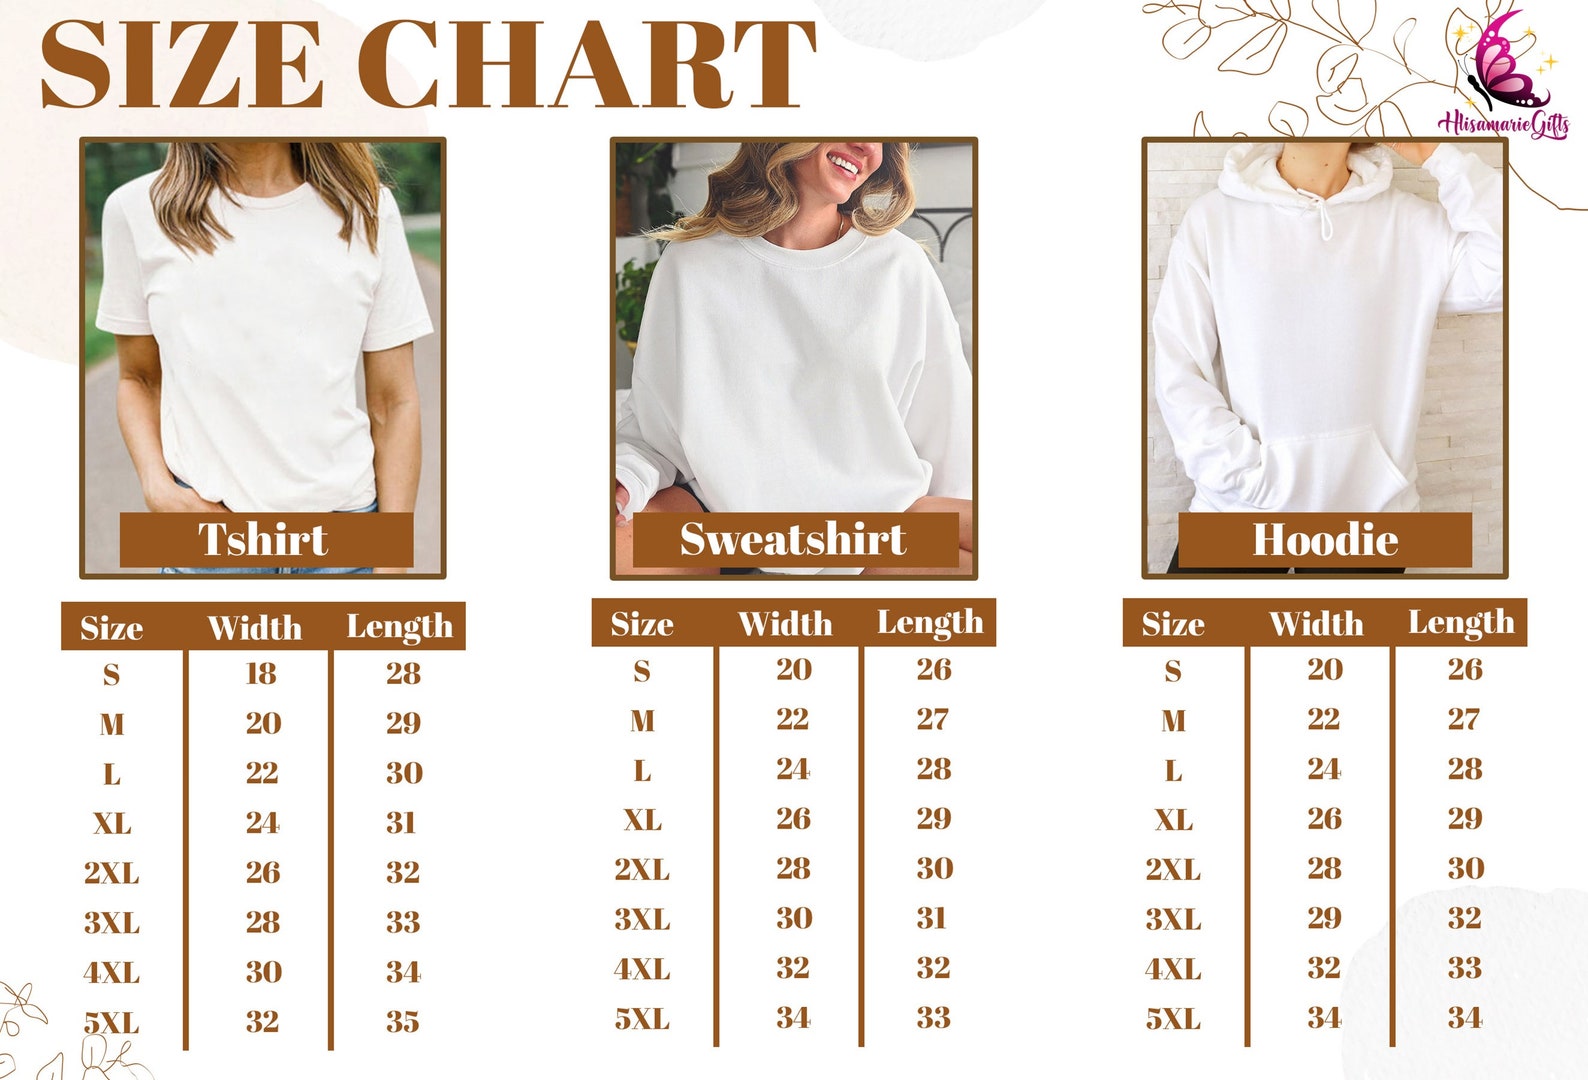 SIZE CHART
HlisamarieGifts
Tshirt
Size Width Length
S 18 28
M 20 29
L 22 30
XL 24 31
2XL 26 32
3XL 28 33
4XL 30 34
5XL 32 35
Sweatshirt
Size Width Length
S 20 26
M 22 27
L 24 28
XL 26 29
2XL 28 30
3XL 30 31
4XL 32 32
5XL 34 33
Hoodie
Size Width Length
S 20 26
M 22 27
L 24 28
XL 26 29
2XL 28 30
3XL 29 32
4XL 32 33
5XL 34 34